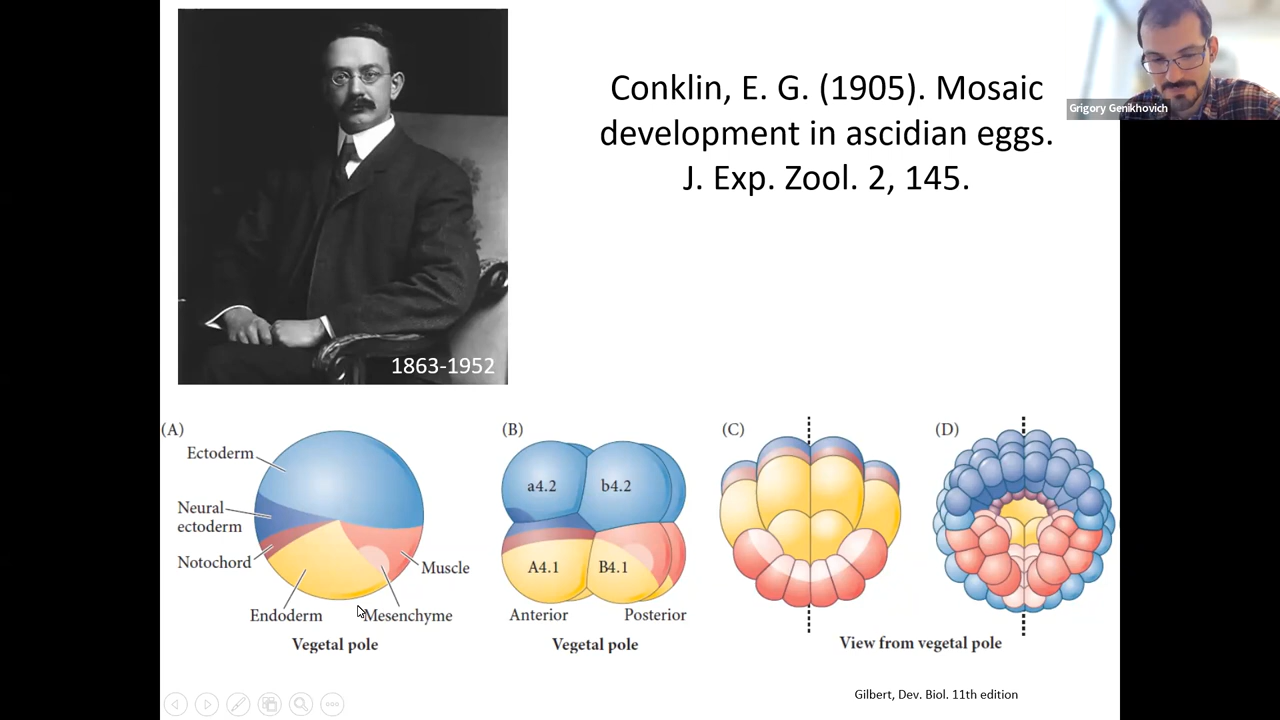 Conklin, E. G. (1905). Mosaic
development in ascidian eggs.
J. Exp. Zool. 2, 145.
Grigory Genikhovich
1863-1952
(A)
Ectoderm
Neural
ectoderm
Notochord
Endoderm
Mesenchyme
Muscle
Vegetal pole
(B)
a4.2
b4.2
A4.1
B4.1
Anterior
Posterior
Vegetal pole
(C)
(D)
View from vegetal pole
Gilbert, Dev. Biol. 11th edition